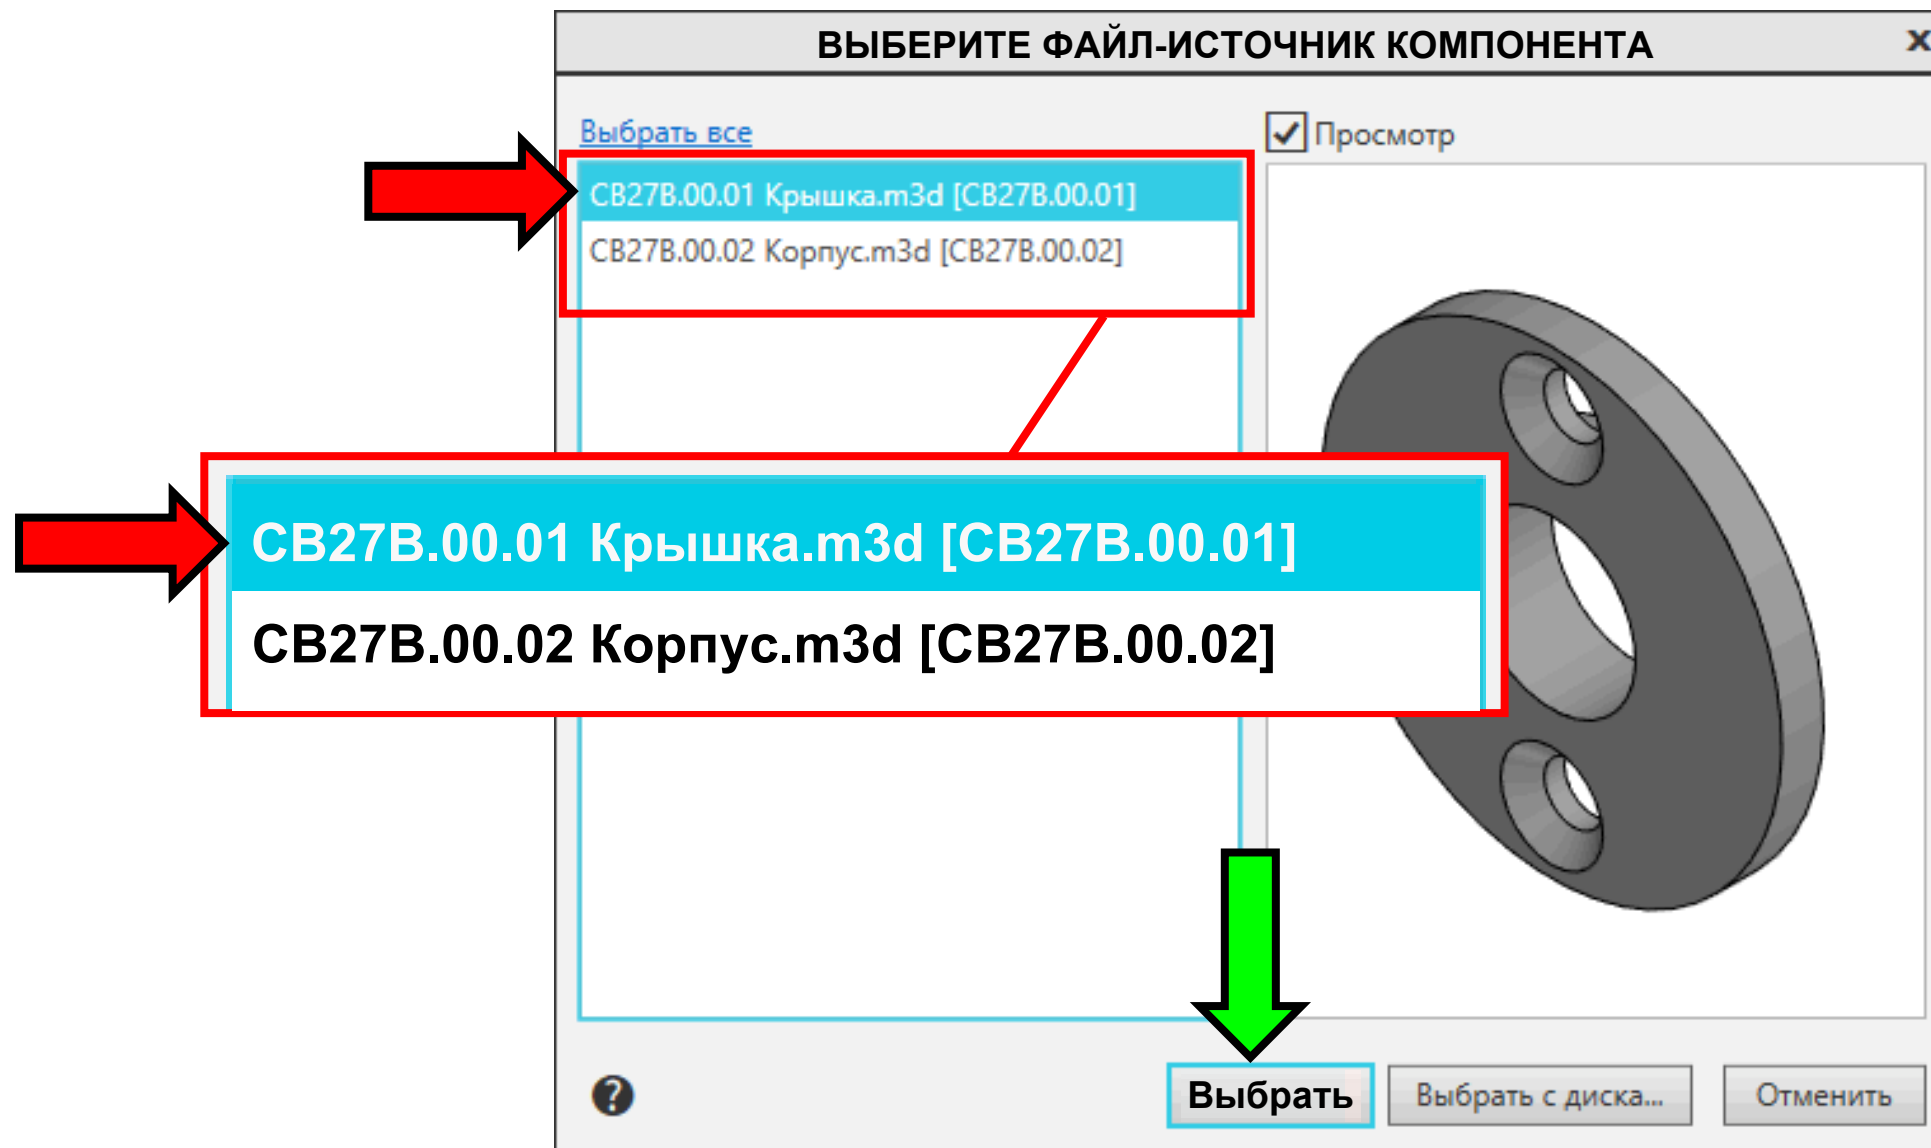 ВЫБЕРИТЕ ФАЙЛ-ИСТОЧНИК КОМПОНЕНТА x
Выбрать все
Просмотр
СВ27В.00.01 Крышка.m3d [СВ27В.00.01]
СВ27В.00.02 Корпус.m3d [СВ27В.00.02]
СВ27В.00.01 Крышка.m3d [СВ27В.00.01]
СВ27В.00.02 Корпус.m3d [СВ27В.00.02]
?
Выбрать
Выбрать с диска...
Отменить